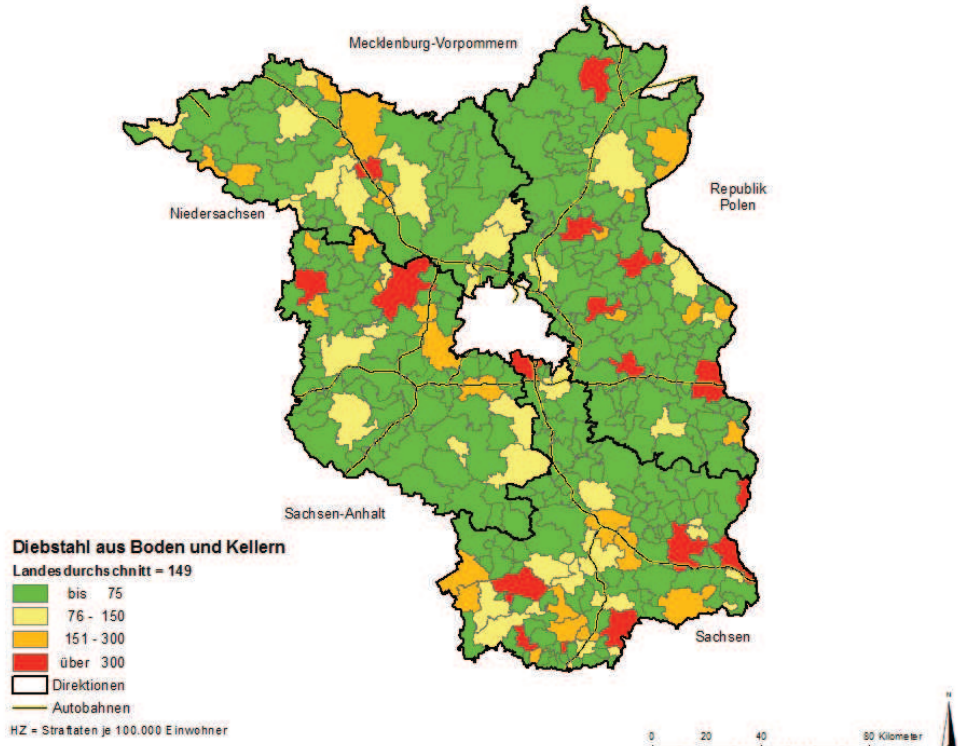 Mecklenburg-Vorpommern
Republik
Polen
Niedersachsen
Sachsen-Anhalt
Sachsen
Diebstahl aus Boden und Kellern
Landesdurchschnitt = 149
bis 75
76 - 150
151 - 300
über 300
Direktionen
Autobahnen
HZ = Straftaten je 100.000 Einwohner
N
0 20 40 80 Kilometer